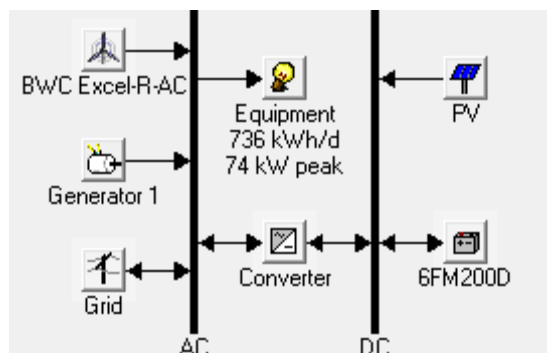 BWC Excel-R-AC
Equipment
736 kWh/d
74 kW peak
PV
Generator 1
Grid
Converter
6FM200D
AC
DC